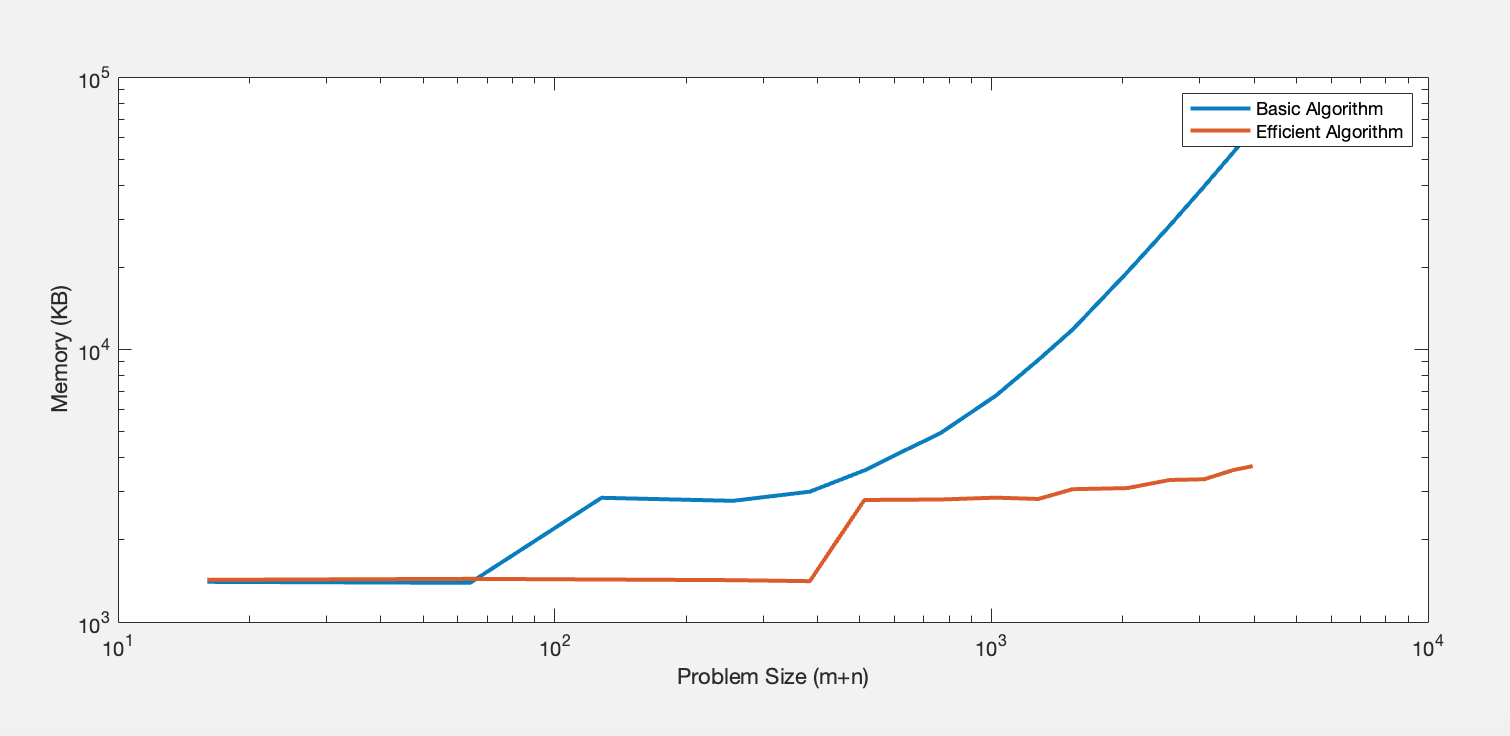 10^5
Basic Algorithm
Efficient Algorithm
10^4
Memory (KB)
10^3
10^1
10^2
10^3
10^4
Problem Size (m+n)